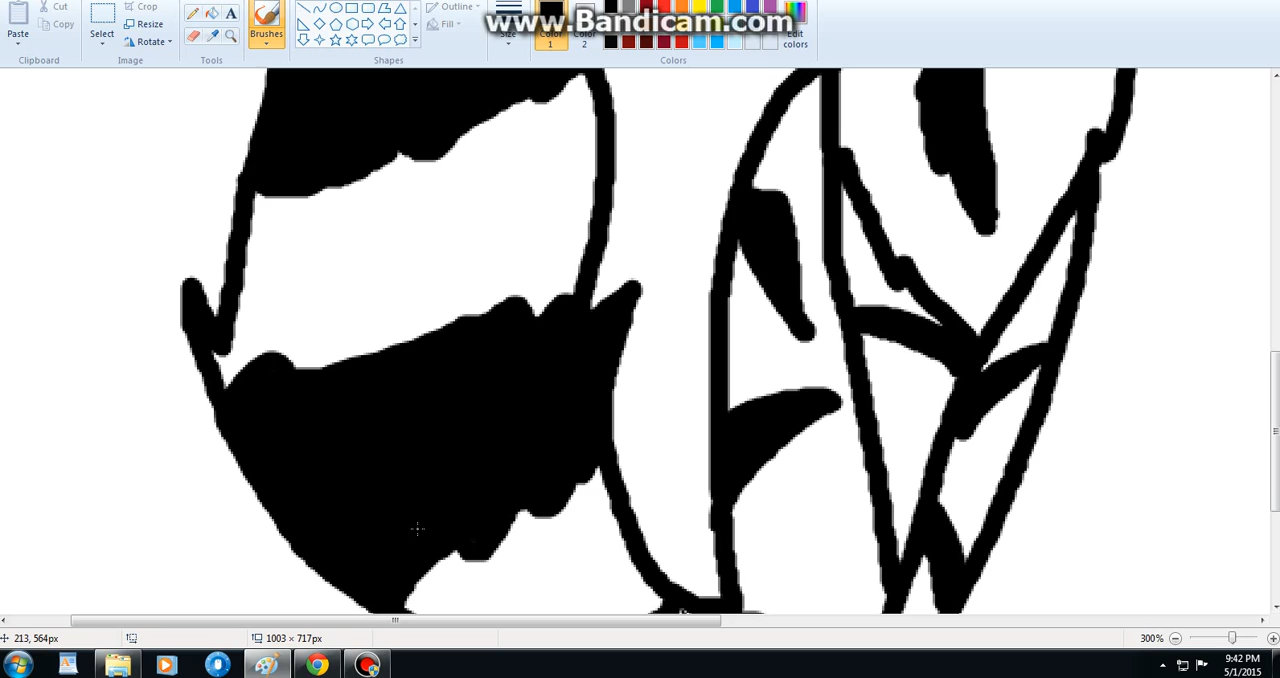 www.Bandicam.com
Paste
Cut
Copy
Clipboard
Select
Crop
Resize
Rotate
Image
A
Tools
Brushes
Shapes
Outline
Fill
Size
Color
1
Color
2
Edit
colors
Colors
213, 564px
1003 × 717px
300%
9:42 PM
5/1/2015